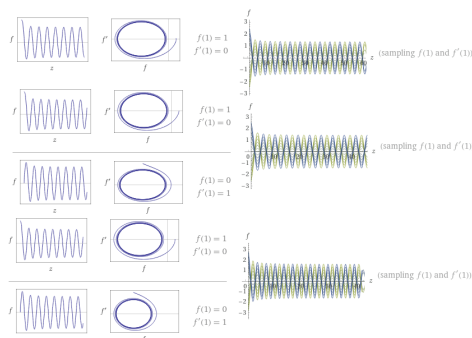 f
z
f′
f
f(1) = 1
f′(1) = 0
f
3
2
1
0
−1
−2
−3
z
(sampling f(1) and f′(1))
f
z
f′
f
f(1) = 1
f′(1) = 0
f
3
2
1
0
−1
−2
−3
z
(sampling f(1) and f′(1))
f
z
f′
f
f(1) = 0
f′(1) = 1
f
z
f′
f
f(1) = 1
f′(1) = 0
f
3
2
1
0
−1
−2
−3
z
(sampling f(1) and f′(1))
f
z
f′
f(1) = 0
f′(1) = 1